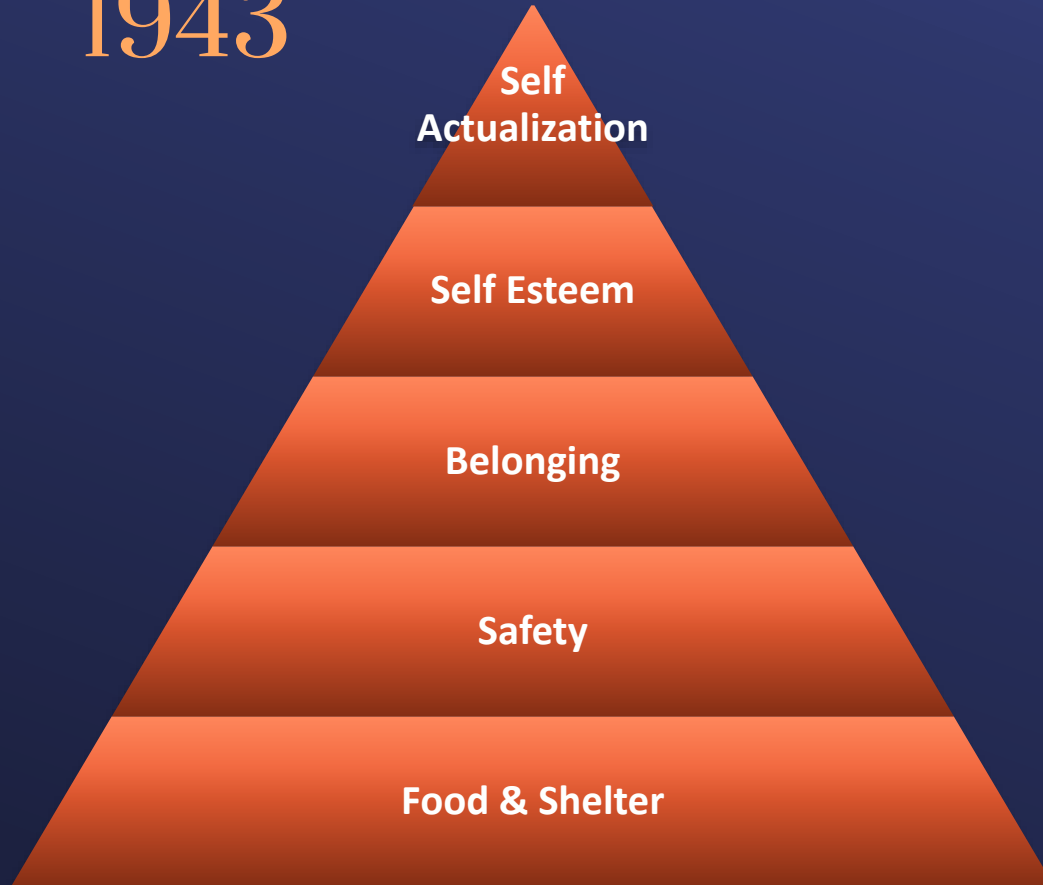 1943
Self
Actualization
Self Esteem
Belonging
Safety
Food & Shelter